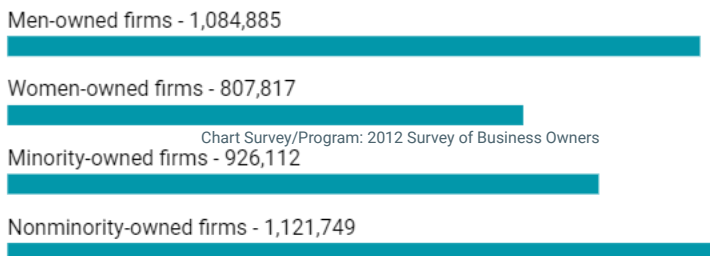 Men-owned firms - 1,084,885
Women-owned firms - 807,817
Chart Survey/Program: 2012 Survey of Business Owners
Minority-owned firms - 926,112
Nonminority-owned firms - 1,121,749